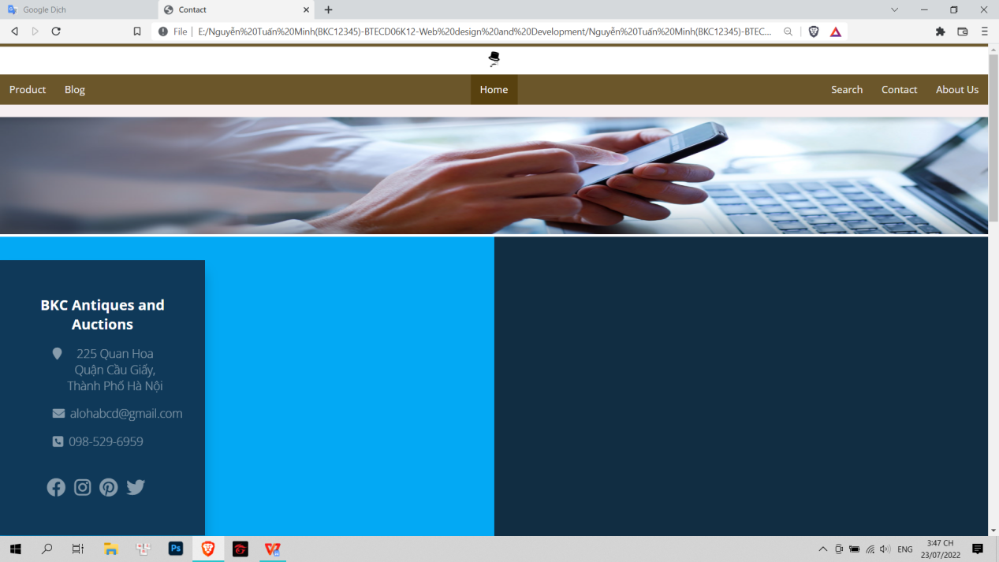 Google Dịch
Contact
File | E:/Nguyễn%20Tuấn%20Minh(BKC12345)-BTECD06K12-Web%20design%20and%20Development/Nguyễn%20Tuấn%20Minh(BKC12345)-BTEC...
Product Blog Home Search Contact About Us
BKC Antiques and
Auctions
225 Quan Hoa
Quận Cầu Giấy,
Thành Phố Hà Nội
alohabcd@gmail.com
098-529-6959
Ps
ENG
3:47 CH
23/07/2022